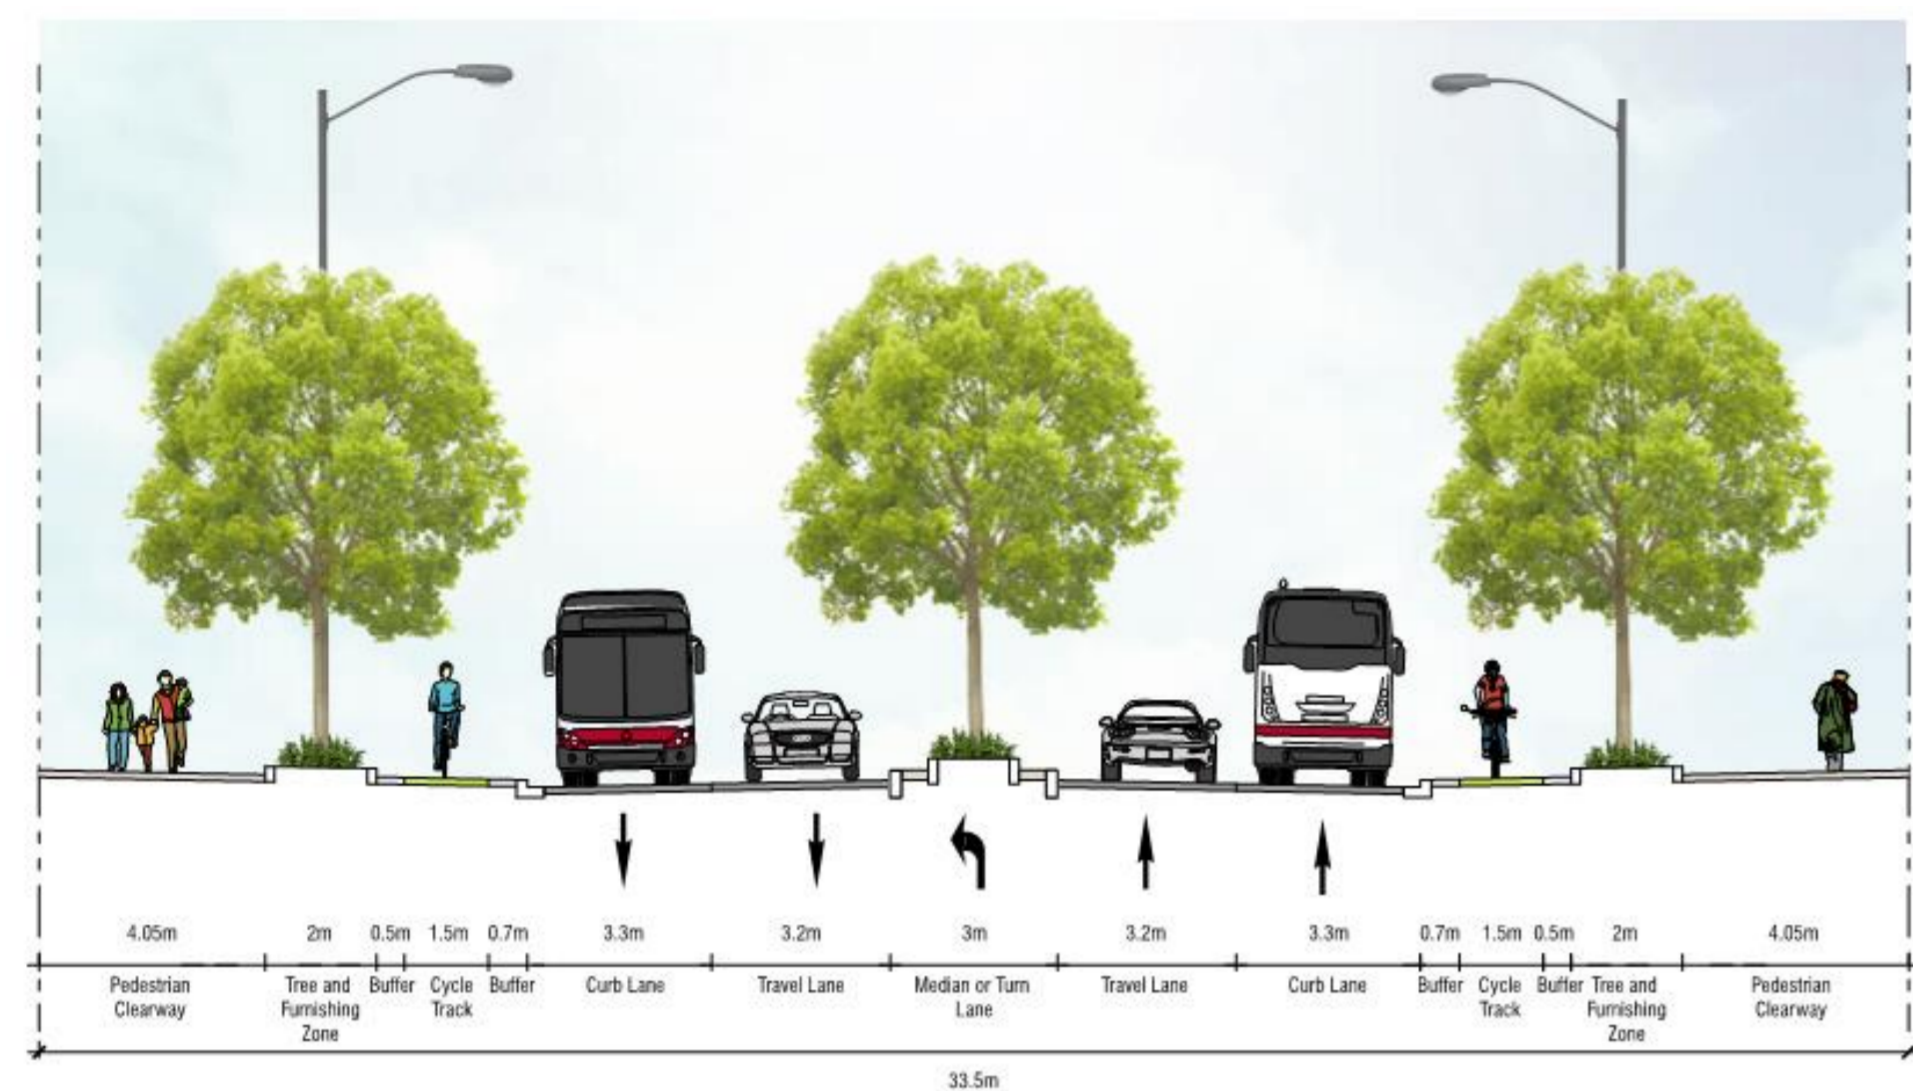 4.05m 2m 0.5m 1.5m 0.7m 3.3m 3.2m 3m 3.2m 3.3m 0.7m 1.5m 0.5m 2m 4.05m
Pedestrian Clearway
Tree and Furnishing Zone
Buffer
Cycle Track
Buffer
Curb Lane
Travel Lane
Median or Turn Lane
Travel Lane
Curb Lane
Buffer
Cycle Track
Buffer
Tree and Furnishing Zone
Pedestrian Clearway
33.5m